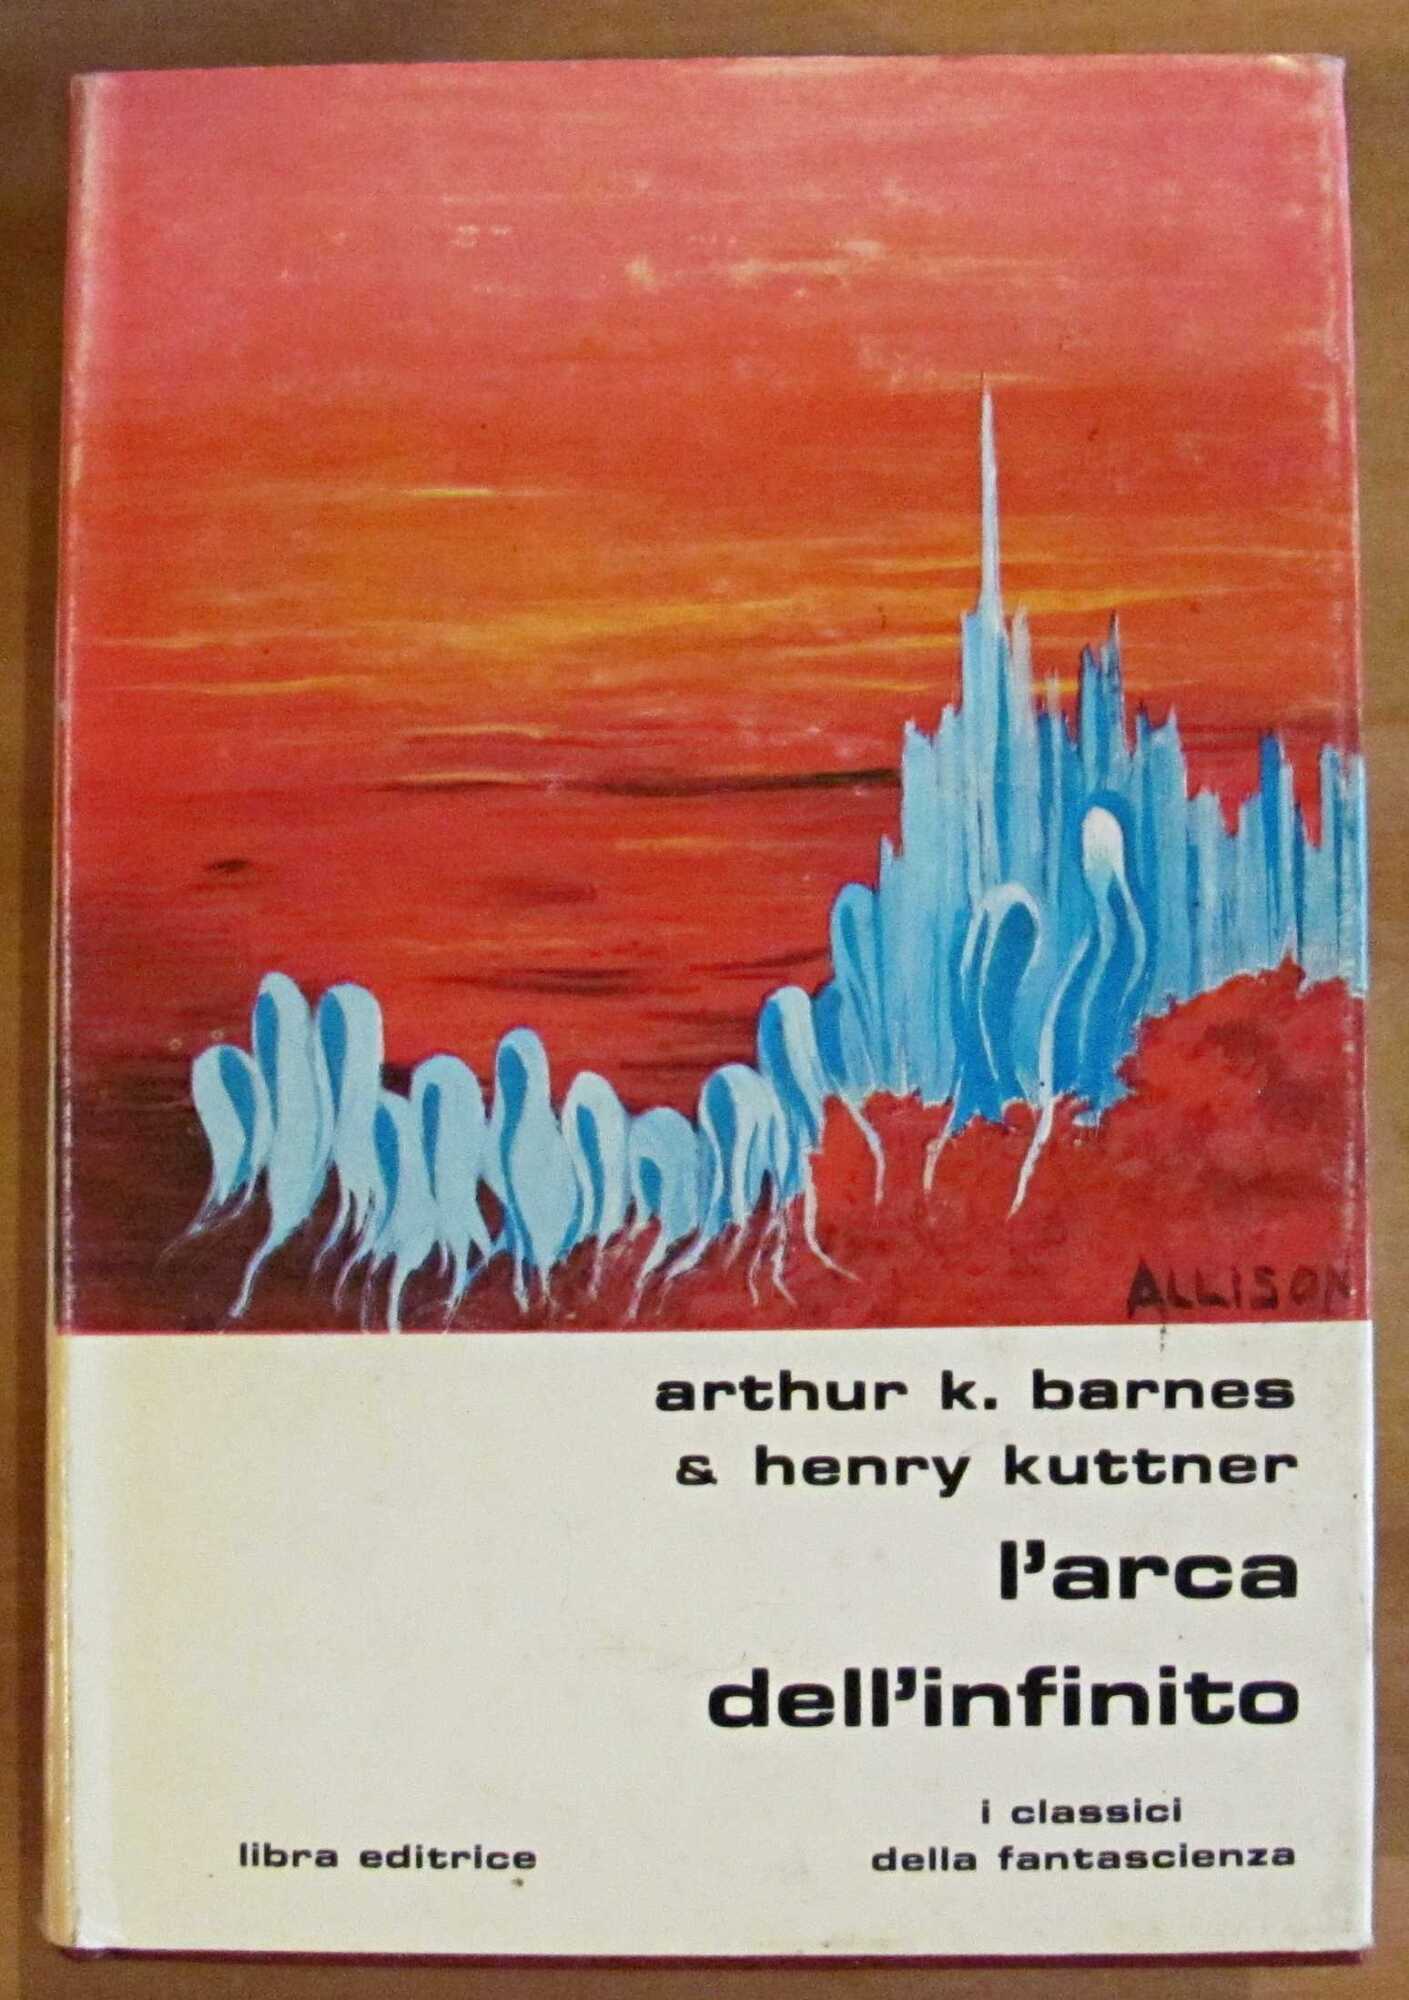 ALLISON
arthur k. barnes
& henry kuttner
l'arca
dell'infinito
i classici
della fantascienza
libra editrice